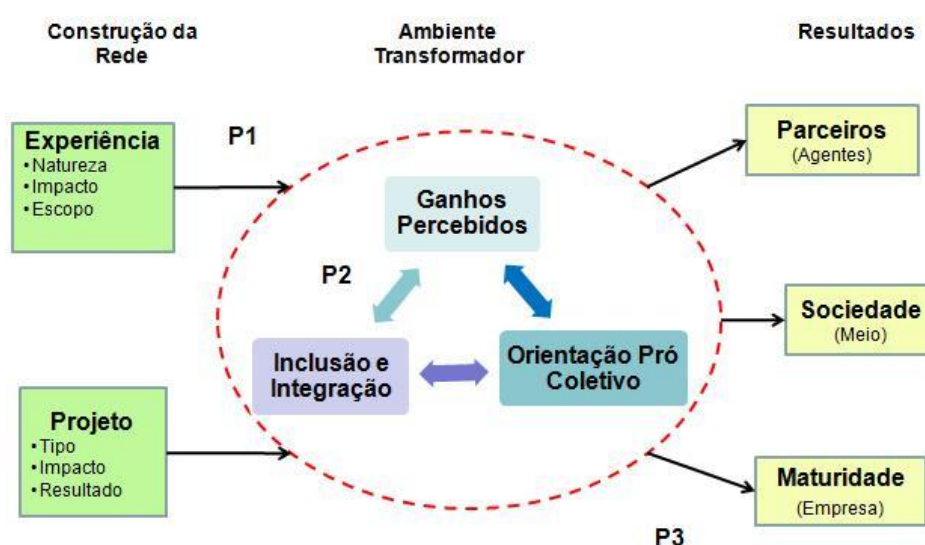 Construção da
Rede
Ambiente
Transformador
Resultados
Experiência
•Natureza
•Impacto
•Escopo
P1
Parceiros
(Agentes)
Ganhos
Percebidos
P2
Sociedade
(Meio)
Inclusão e
Integração
Orientação Pró
Coletivo
Projeto
•Tipo
•Impacto
•Resultado
Maturidade
(Empresa)
P3